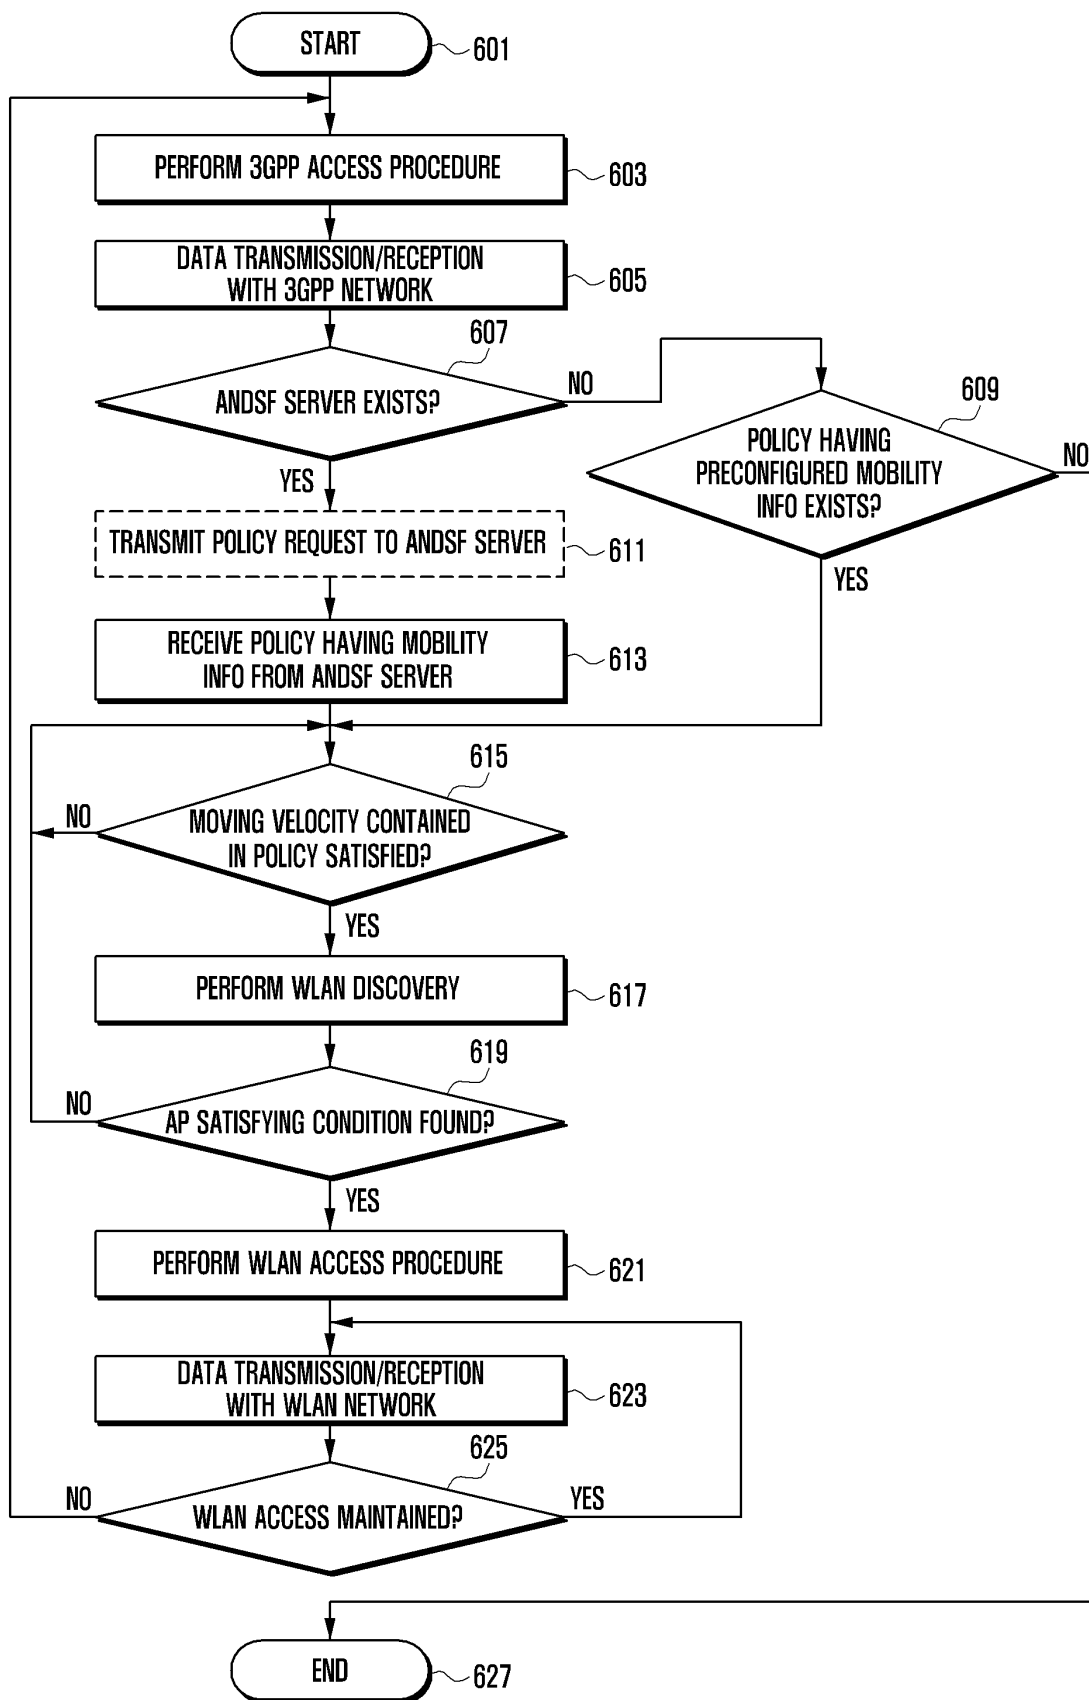 START
601
PERFORM 3GPP ACCESS PROCEDURE
603
DATA TRANSMISSION/RECEPTION
WITH 3GPP NETWORK
605
607
ANDSF SERVER EXISTS?
NO
YES
609
POLICY HAVING
PRECONFIGURED MOBILITY
INFO EXISTS?
NO
YES
TRANSMIT POLICY REQUEST TO ANDSF SERVER
611
RECEIVE POLICY HAVING MOBILITY
INFO FROM ANDSF SERVER
613
615
NO
MOVING VELOCITY CONTAINED
IN POLICY SATISFIED?
YES
PERFORM WLAN DISCOVERY
617
619
NO
AP SATISFYING CONDITION FOUND?
YES
PERFORM WLAN ACCESS PROCEDURE
621
DATA TRANSMISSION/RECEPTION
WITH WLAN NETWORK
623
625
NO
WLAN ACCESS MAINTAINED?
YES
END
627